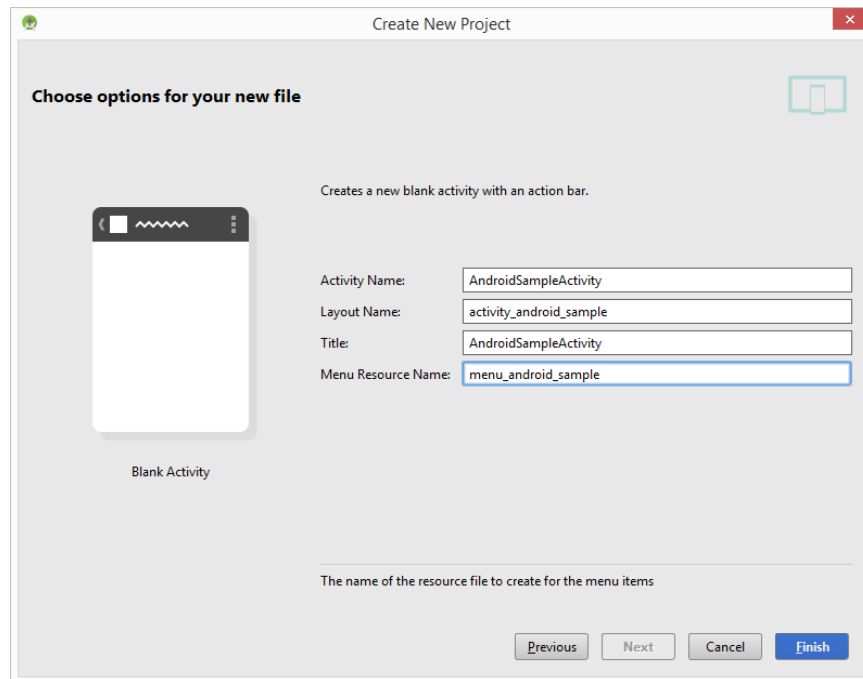 Create New Project
Choose options for your new file
Creates a new blank activity with an action bar.
Activity Name: AndroidSampleActivity
Layout Name: activity_android_sample
Title: AndroidSampleActivity
Menu Resource Name: menu_android_sample
Blank Activity
The name of the resource file to create for the menu items
Previous Next Cancel Finish